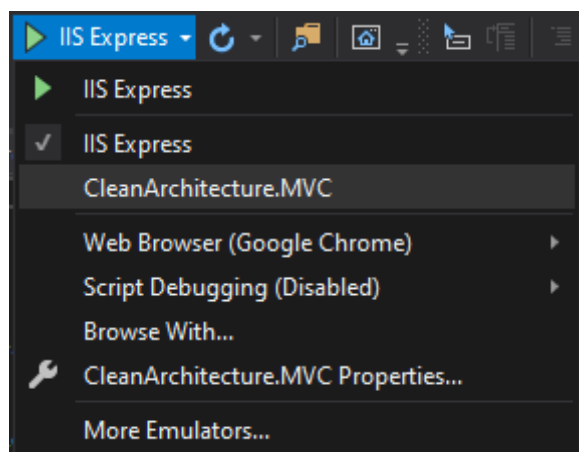 IIS Express
IIS Express
IIS Express
CleanArchitecture.MVC
Web Browser (Google Chrome)
Script Debugging (Disabled)
Browse With...
CleanArchitecture.MVC Properties...
More Emulators...